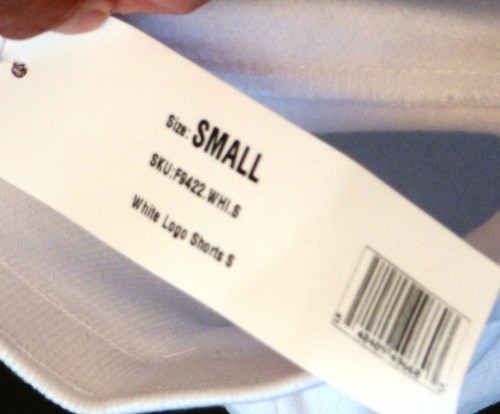 Size: SMALL
SKU:F9422.WHI.S
White Logo Shorts S